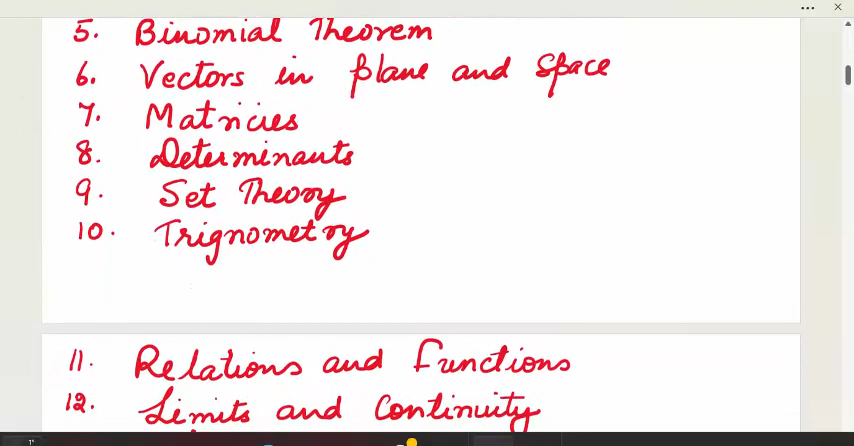 5. Binomial Theorem
6. Vectors in plane and Space
7. Matricies
8. Determinants
9. Set Theory
10. Trignometry
11. Relations and Functions
12. Limits and Continuity